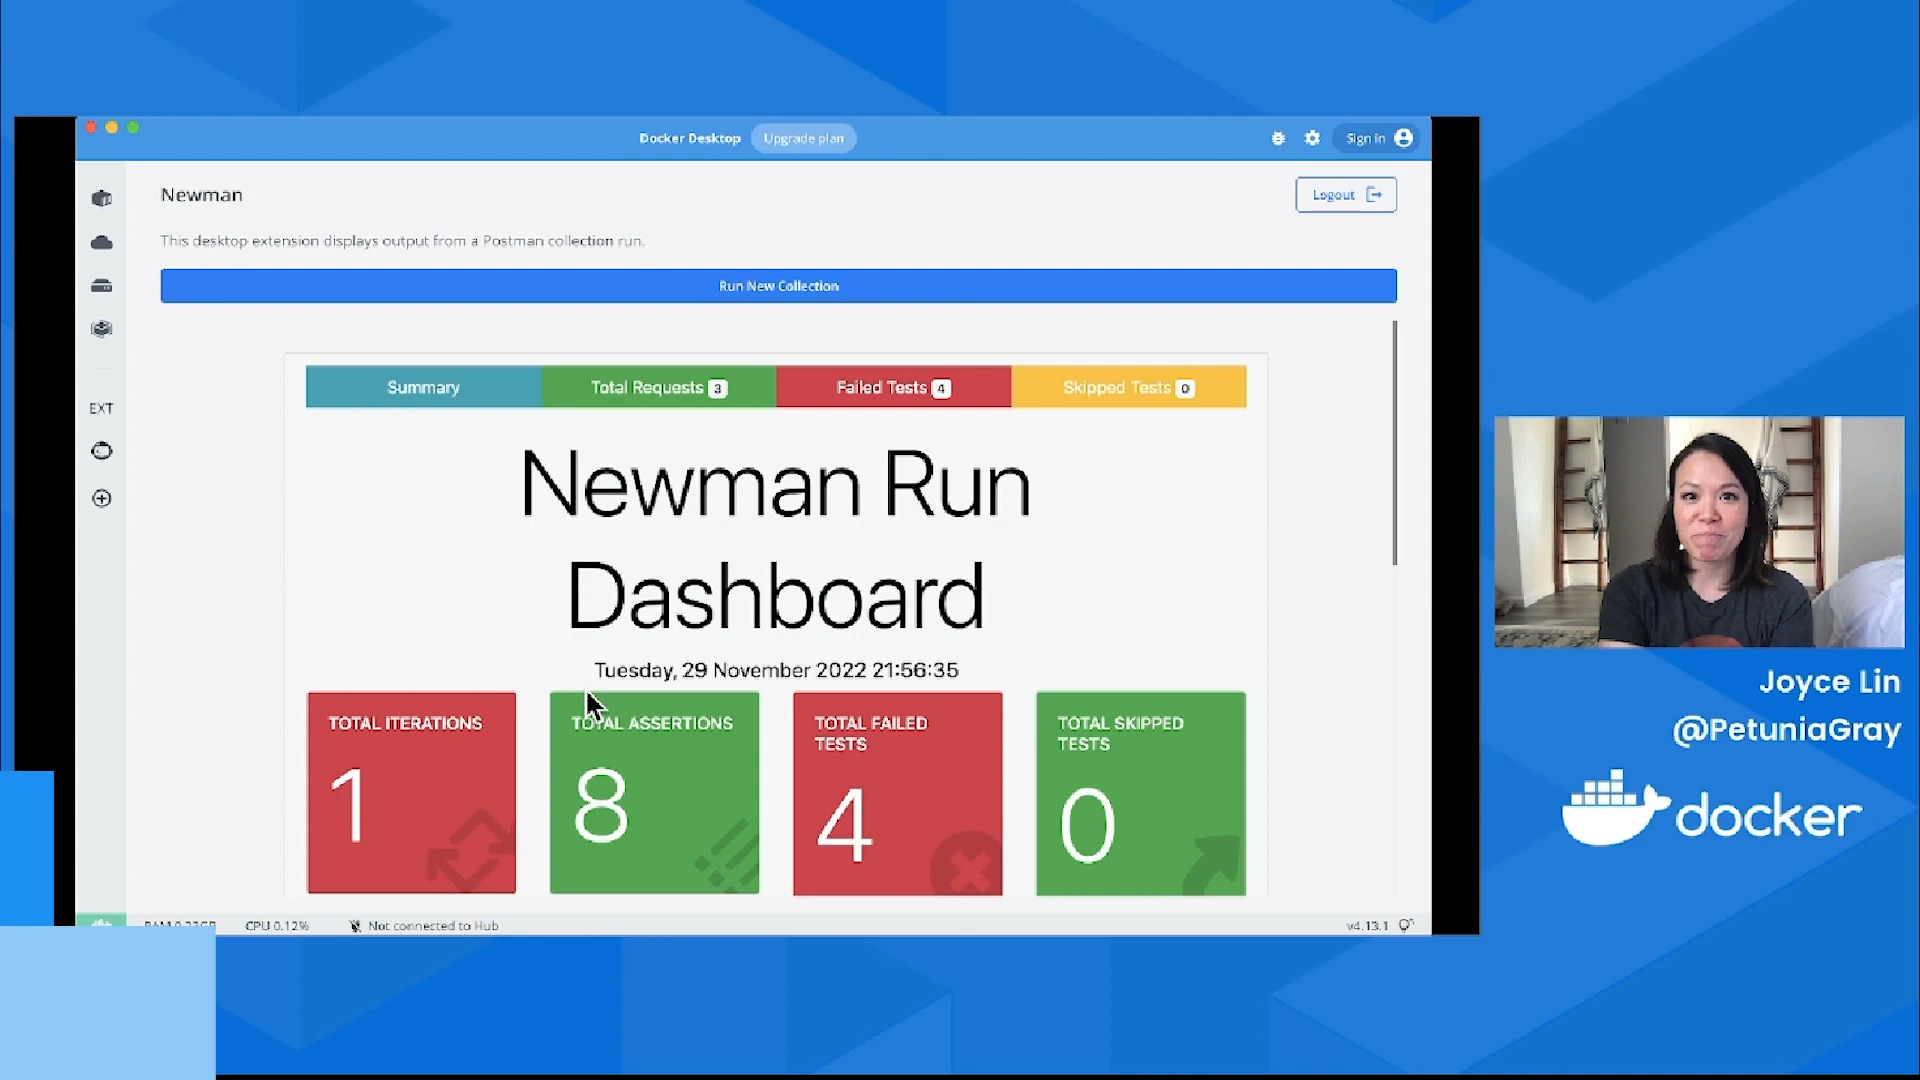 Docker Desktop
Upgrade plan
Sign in
Newman
Logout
This desktop extension displays output from a Postman collection run.
Run New Collection
Summary
Total Requests 3
Failed Tests 4
Skipped Tests 0
EXT
Newman Run
Dashboard
Tuesday, 29 November 2022 21:56:35
TOTAL ITERATIONS
1
TOTAL ASSERTIONS
8
TOTAL FAILED
TESTS
4
TOTAL SKIPPED
TESTS
0
CPU 0.12%
Not connected to Hub
v4.13.1
Joyce Lin
@PetuniaGray
docker